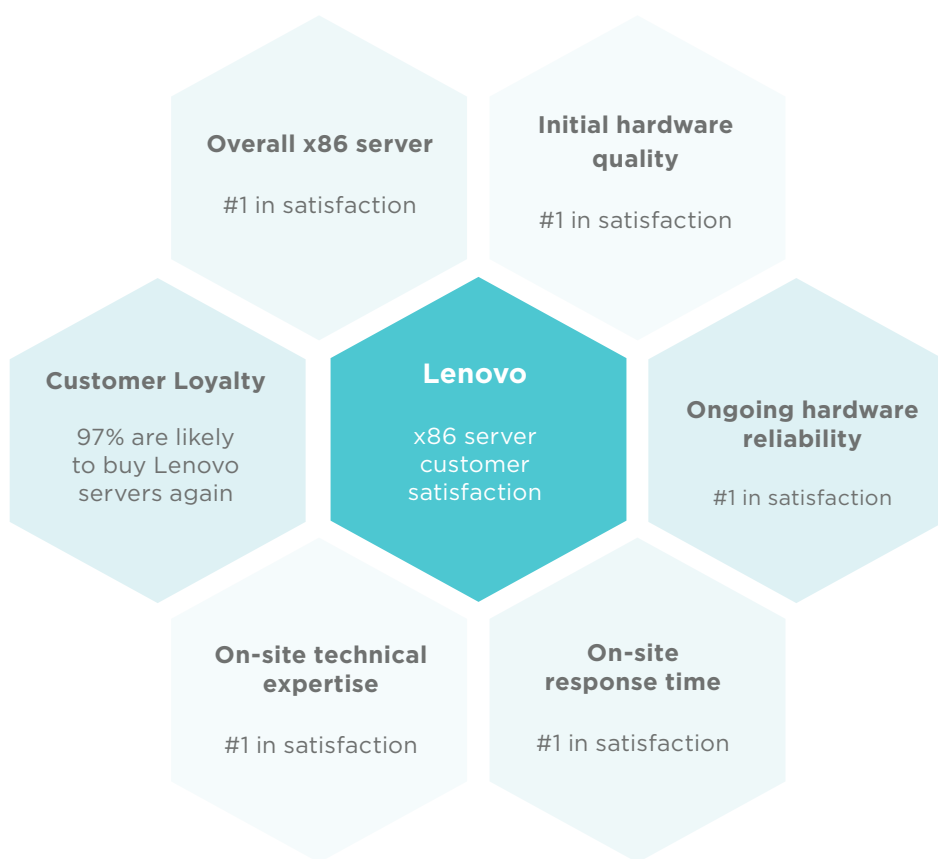 Overall x86 server
#1 in satisfaction
Initial hardware
quality
#1 in satisfaction
Customer Loyalty
97% are likely
to buy Lenovo
servers again
Lenovo
x86 server
customer
satisfaction
Ongoing hardware
reliability
#1 in satisfaction
On-site technical
expertise
#1 in satisfaction
On-site
response time
#1 in satisfaction